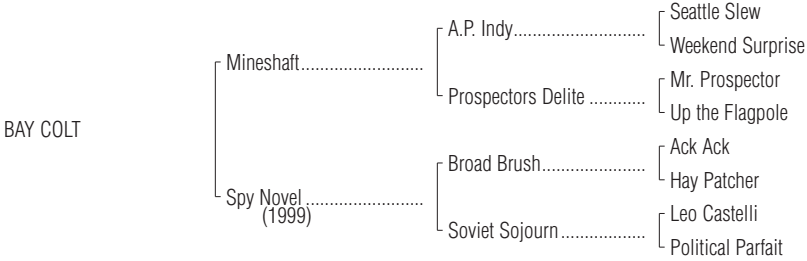 Seattle Slew
A.P. Indy..............................
Weekend Surprise
Mineshaft............................
Mr. Prospector
Prospectors Delite .............
Up the Flagpole
BAY COLT
Ack Ack
Broad Brush........................
Hay Patcher
Spy Novel ...........................
(1999)
Leo Castelli
Soviet Sojourn....................
Political Parfait